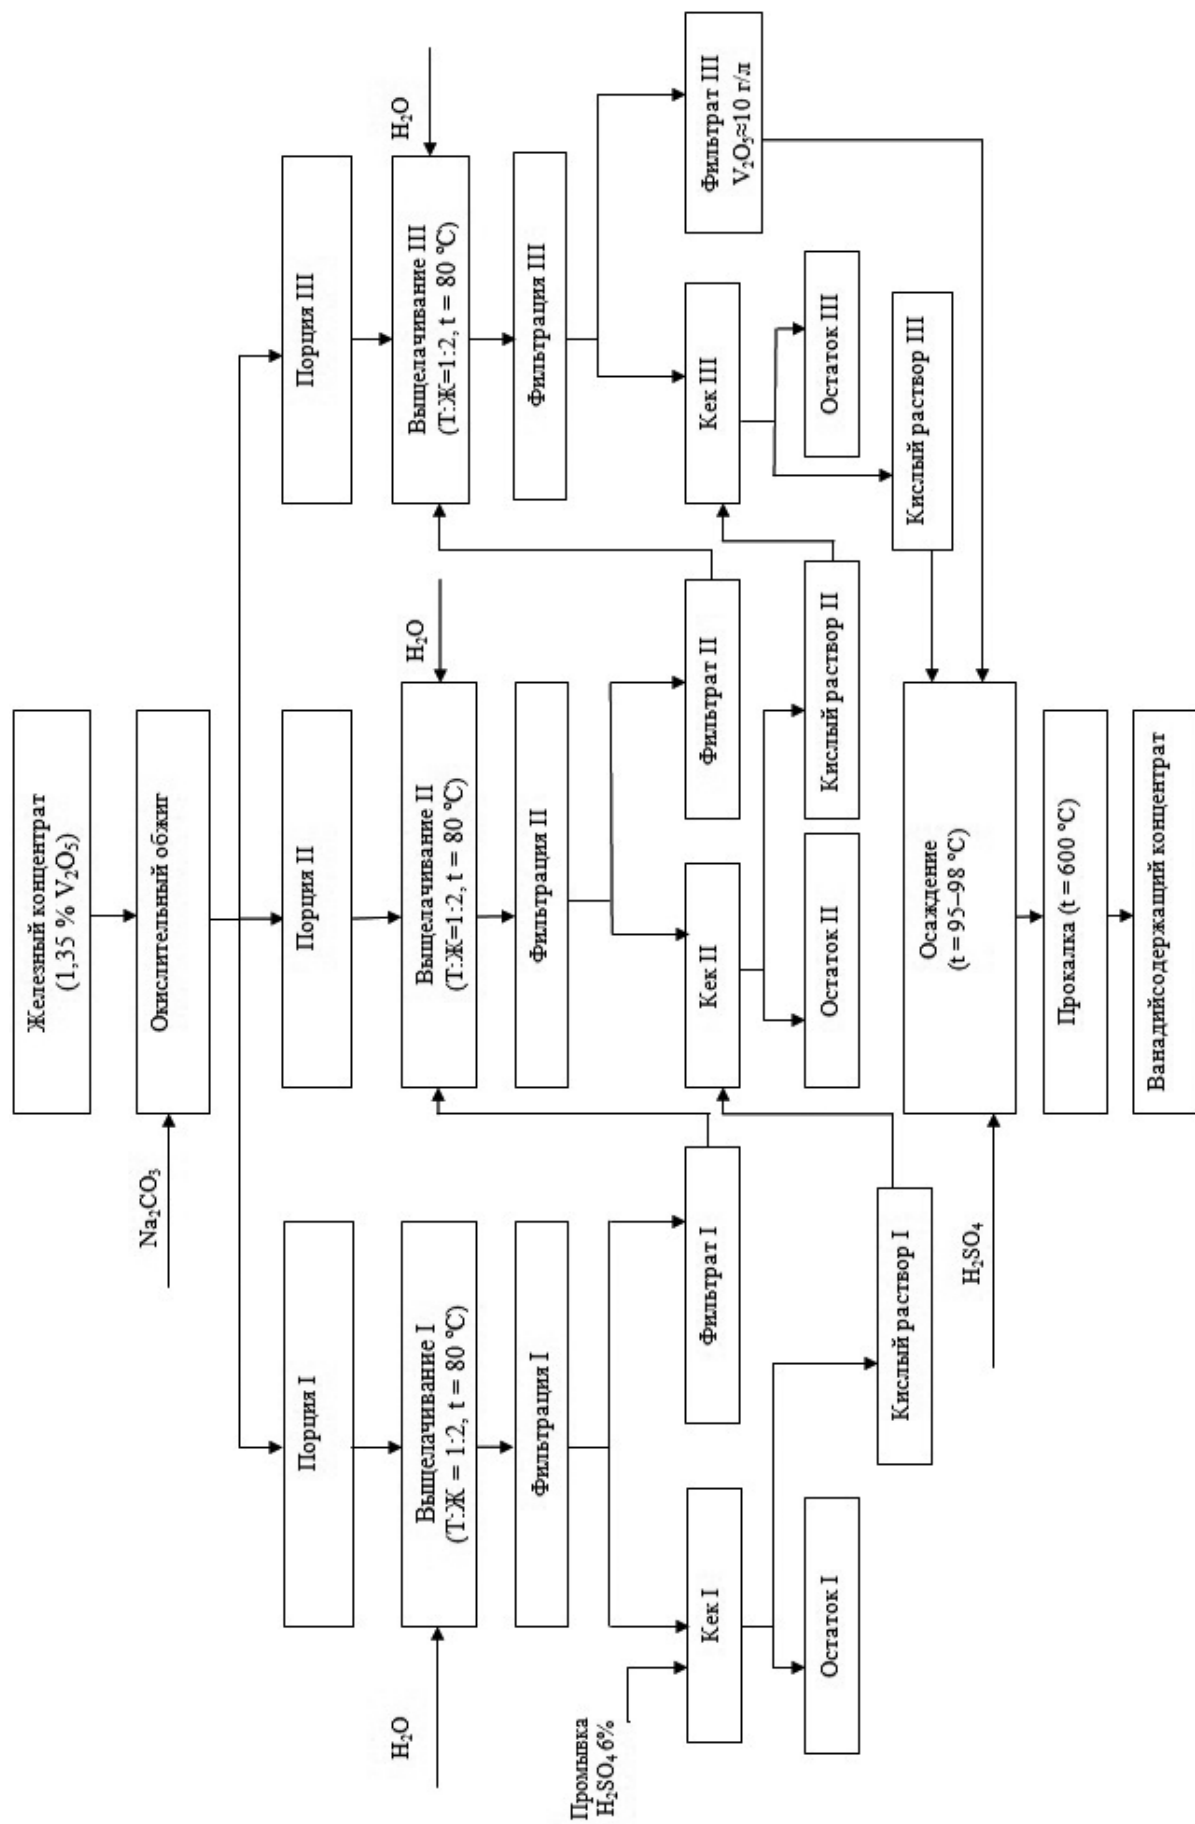 Железный концентрат
(1,35 % V₂O₅)
Na₂CO₃
Окислительный обжиг
Порция I
Порция II
Порция III
H₂O
Выщелачивание I
(Т:Ж = 1:2, t = 80 °C)
H₂O
Выщелачивание II
(Т:Ж=1:2, t = 80 °C)
H₂O
Выщелачивание III
(Т:Ж=1:2, t = 80 °C)
Фильтрация I
Фильтрация II
Фильтрация III
Промывка
H₂SO₄ 6%
Кек I
Фильтрат I
Кек II
Фильтрат II
Кек III
Фильтрат III
V₂O₅≈10 г/л
Остаток I
Остаток II
Кислый раствор II
Остаток III
Кислый раствор I
Кислый раствор III
H₂SO₄
Осаждение
(t = 95–98 °C)
Прокалка (t = 600 °C)
Ванадийсодержащий концентрат